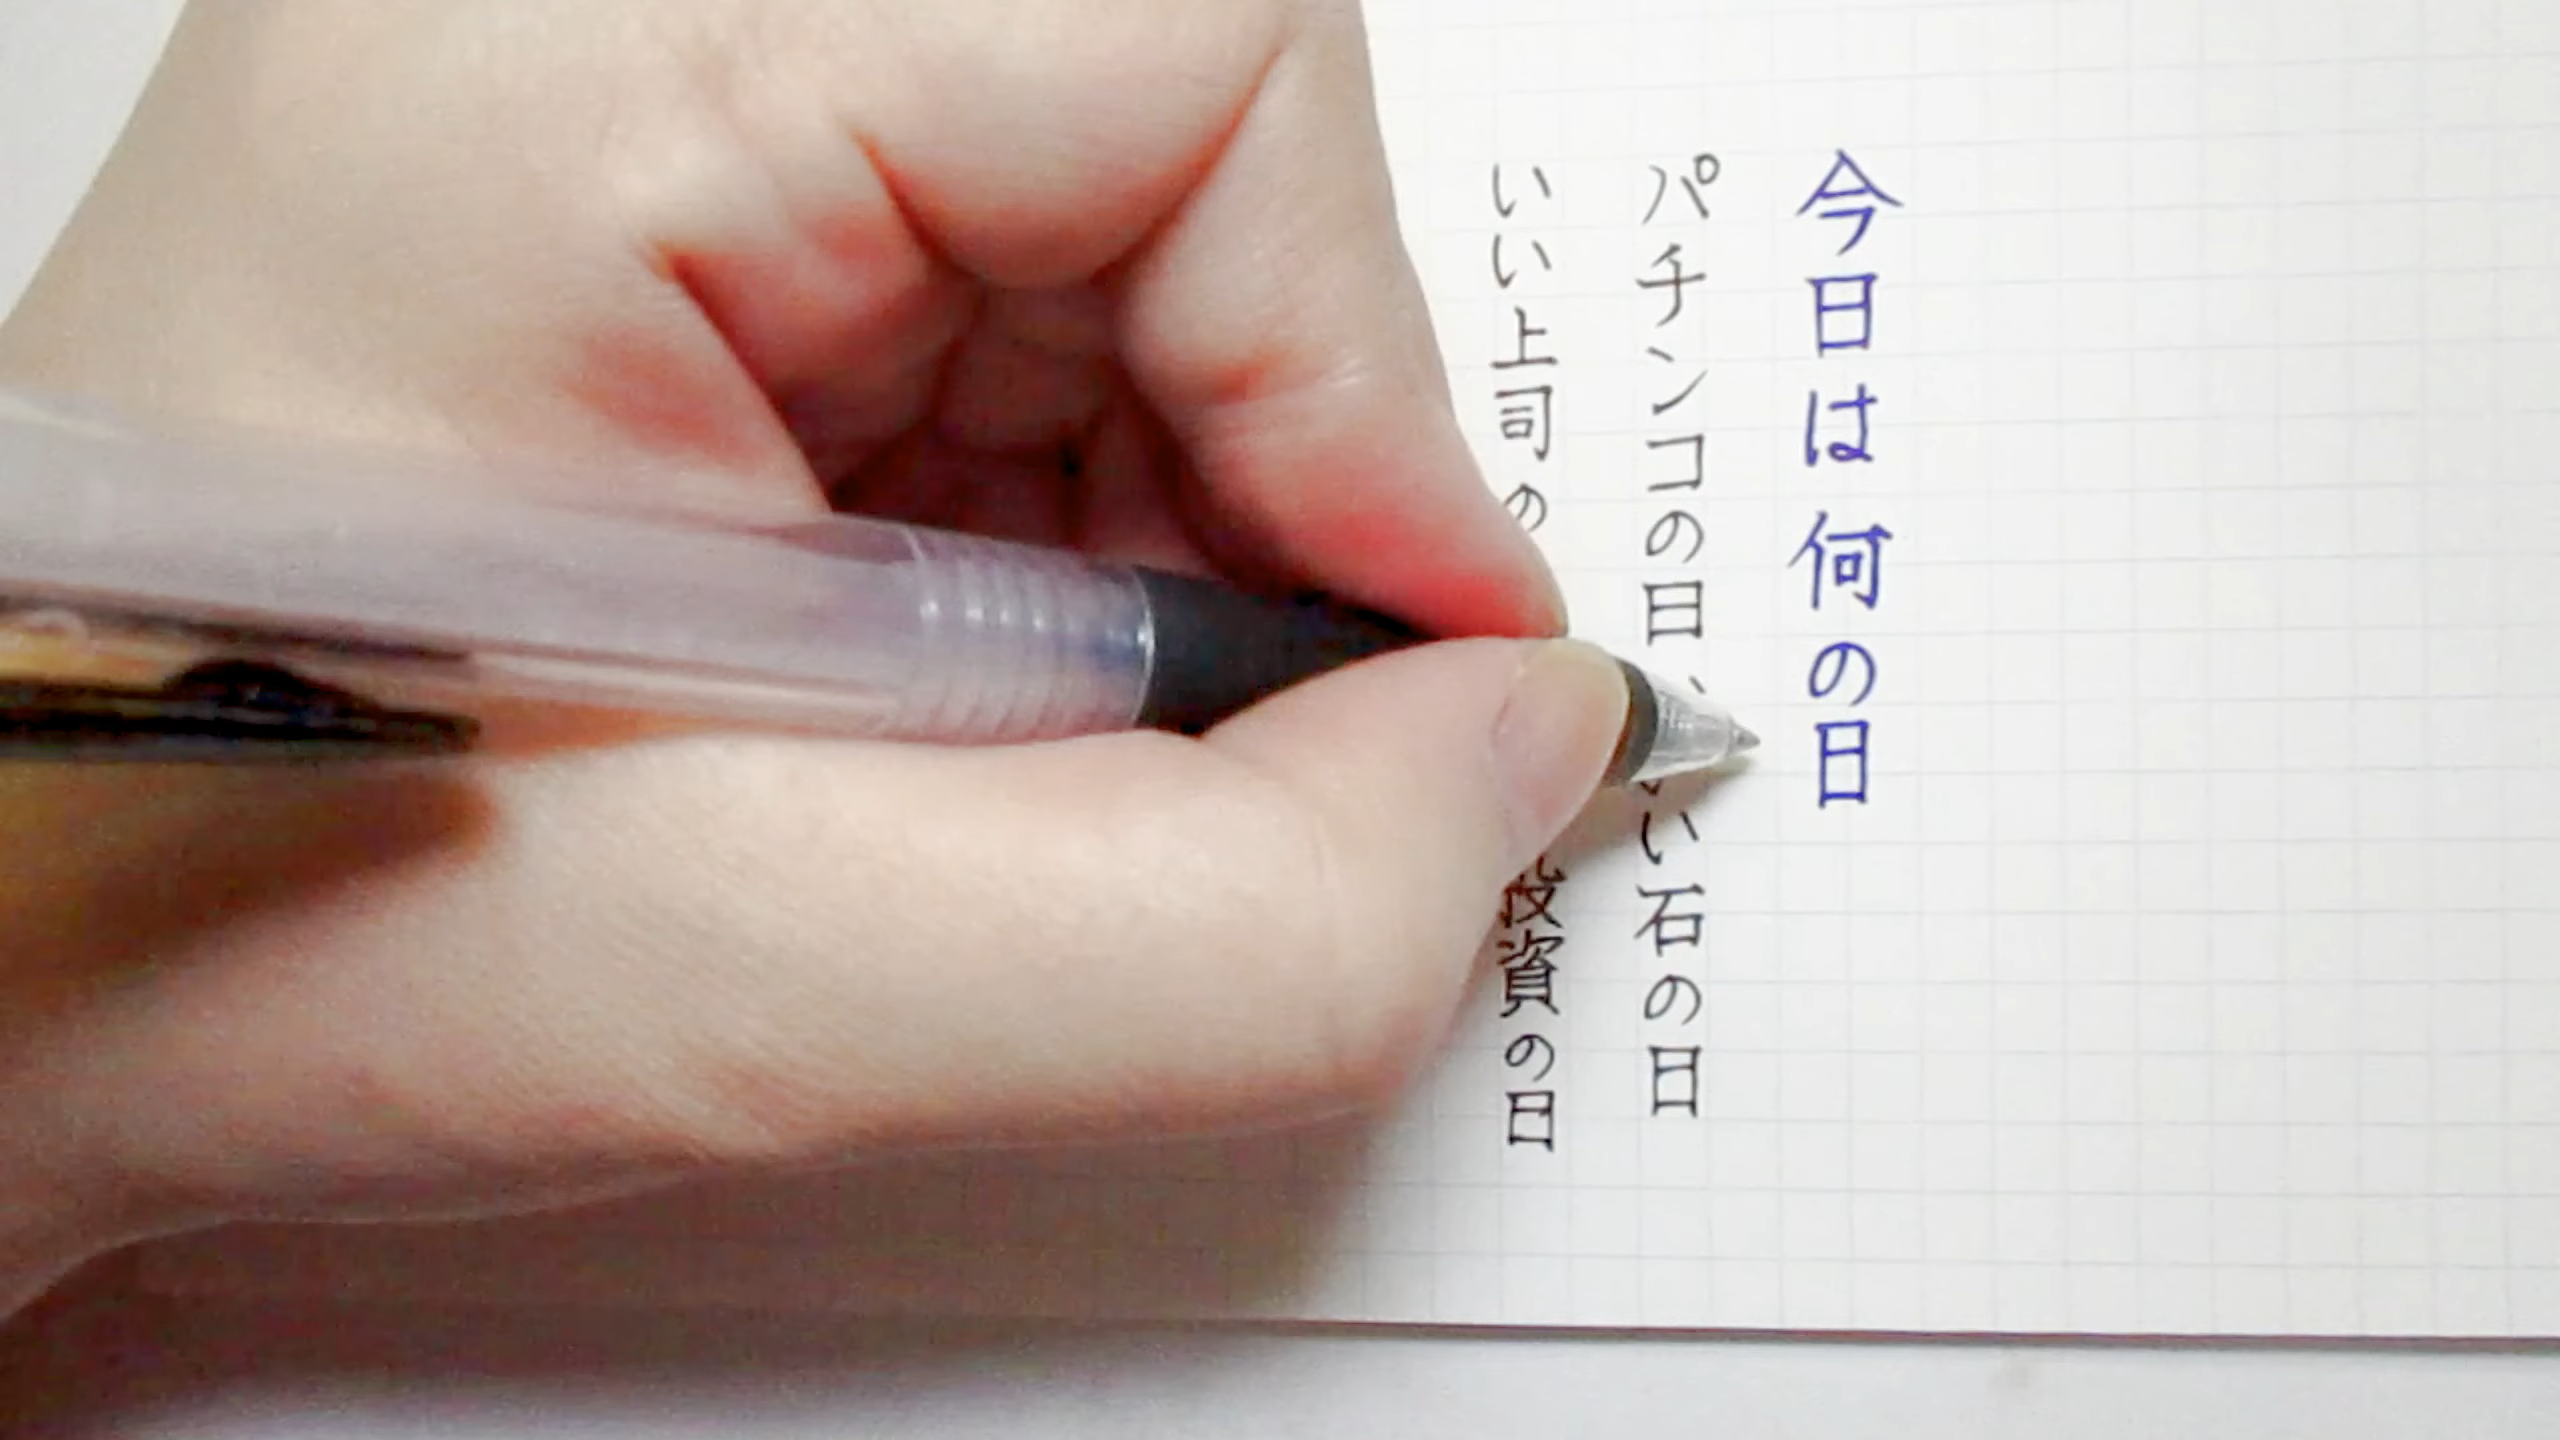 今日は何の日
パチンコの日、いい石の日
いい上司の投資の日